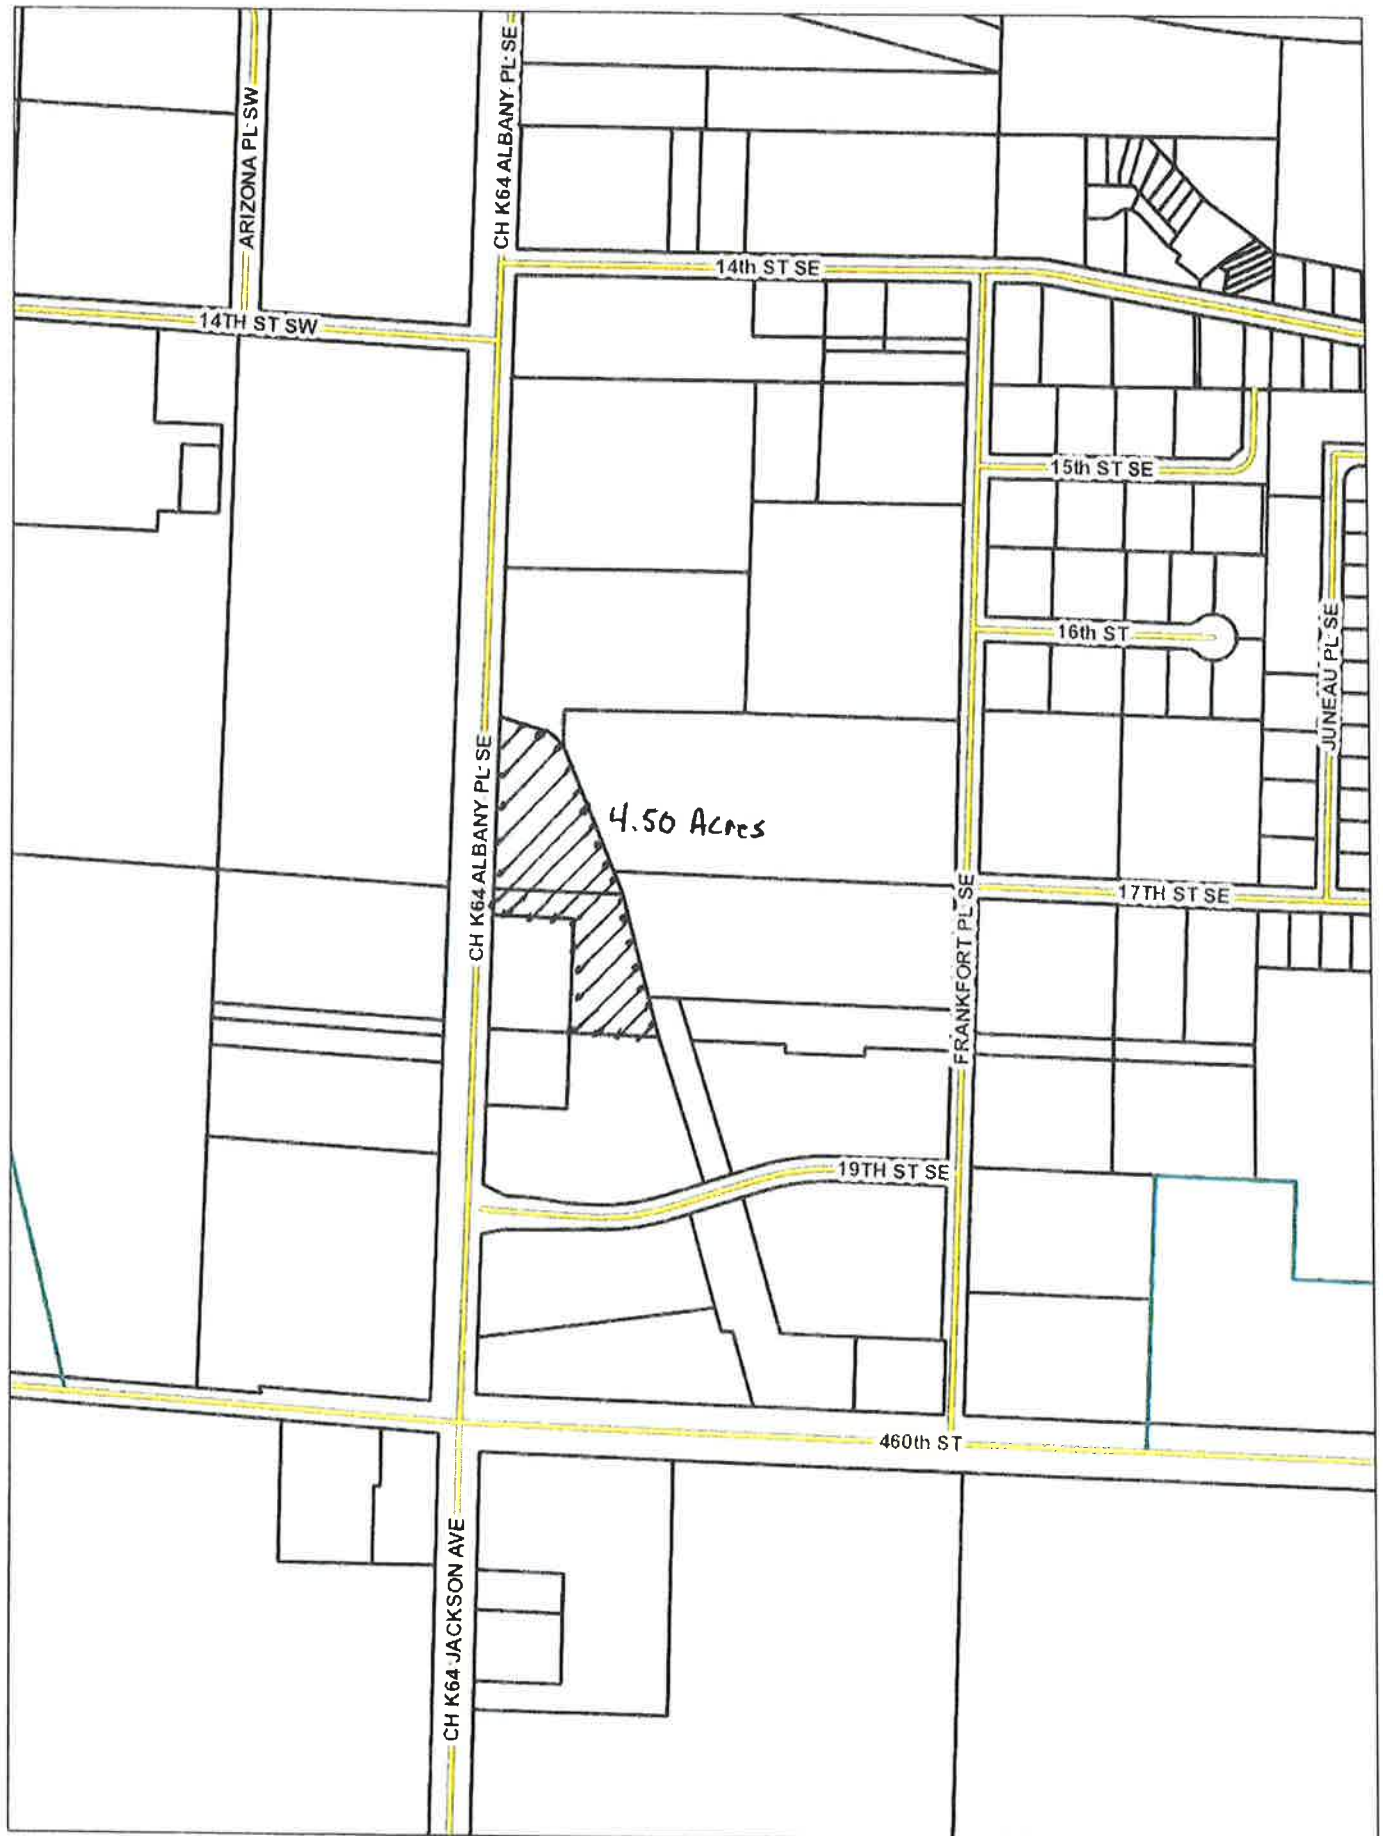 ARIZONA PL SW
CH K64 ALBANY PL SE
14th ST SE
14TH ST SW
15th ST SE
16th ST
JUNEAU PL SE
CH K64 ALBANY PL SE
4.50 Acres
17TH ST SE
FRANKFORT PL SE
19TH ST SE
460th ST
CH K64 JACKSON AVE